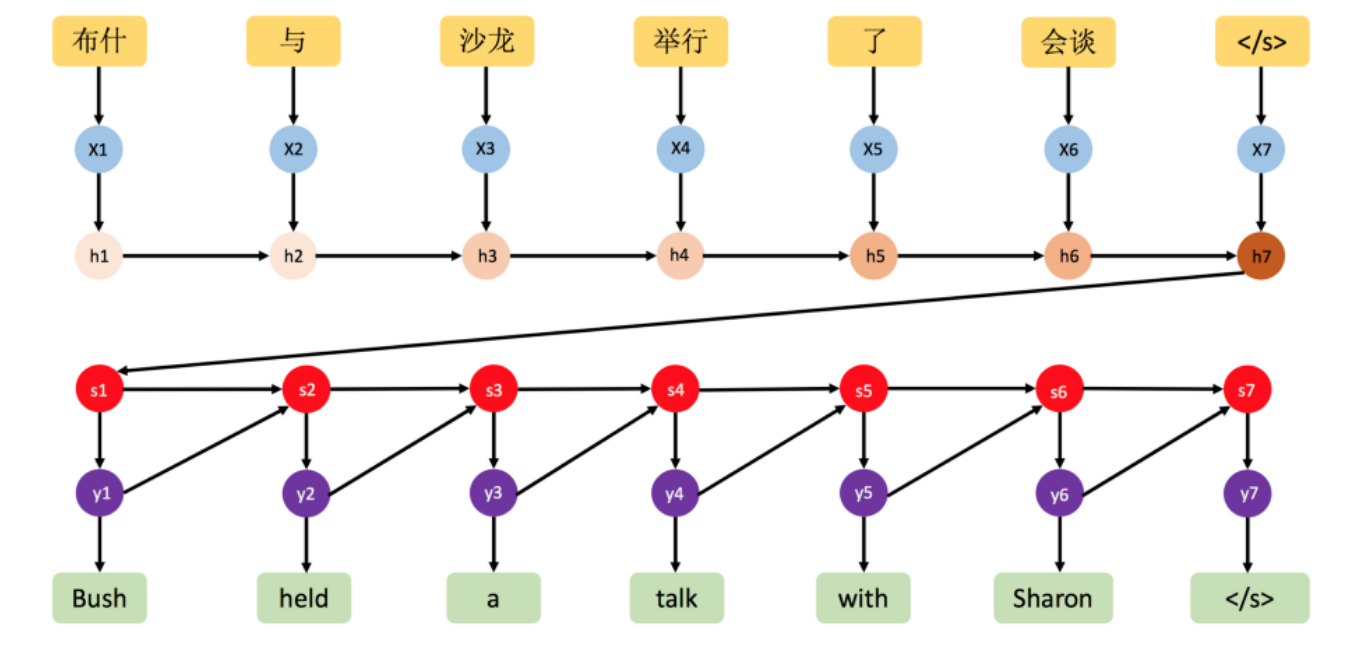 布什 与 沙龙 举行 了 会谈 </s>
X1 X2 X3 X4 X5 X6 X7
h1 h2 h3 h4 h5 h6 h7
s1 s2 s3 s4 s5 s6 s7
y1 y2 y3 y4 y5 y6 y7
Bush held a talk with Sharon </s>